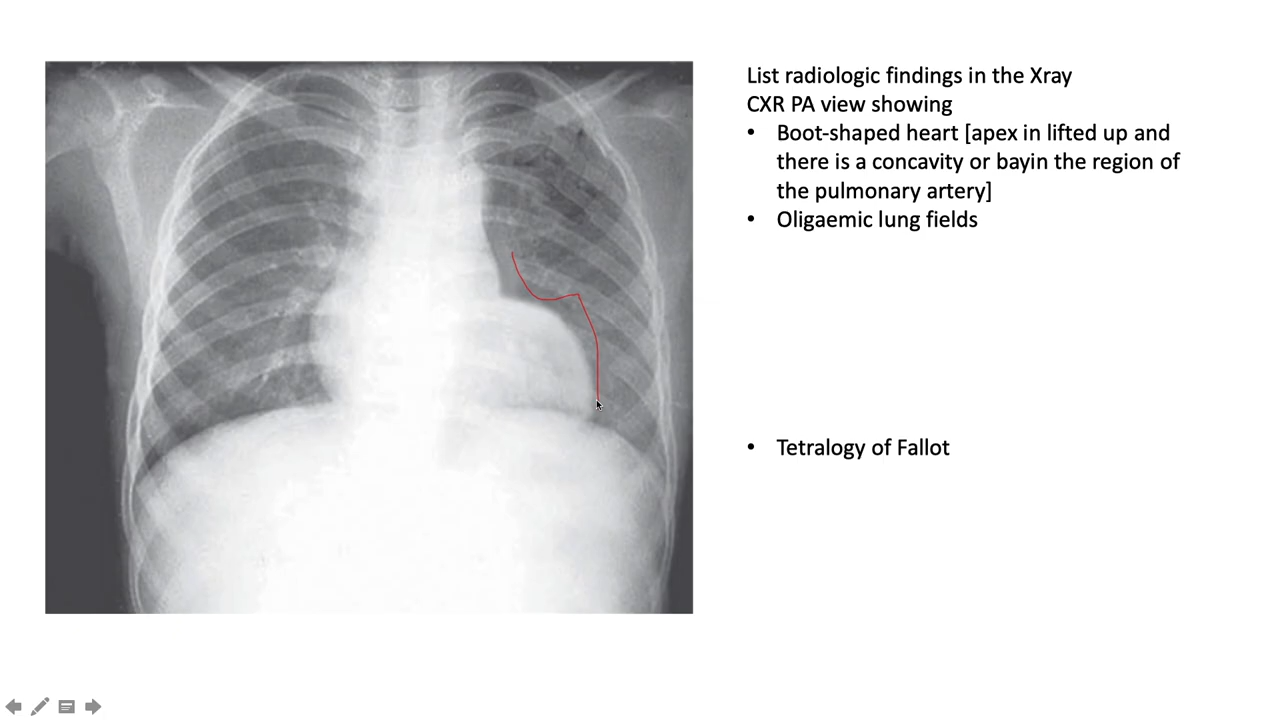 List radiologic findings in the Xray
CXR PA view showing
• Boot-shaped heart [apex in lifted up and
there is a concavity or bayin the region of
the pulmonary artery]
• Oligaemic lung fields
• Tetralogy of Fallot